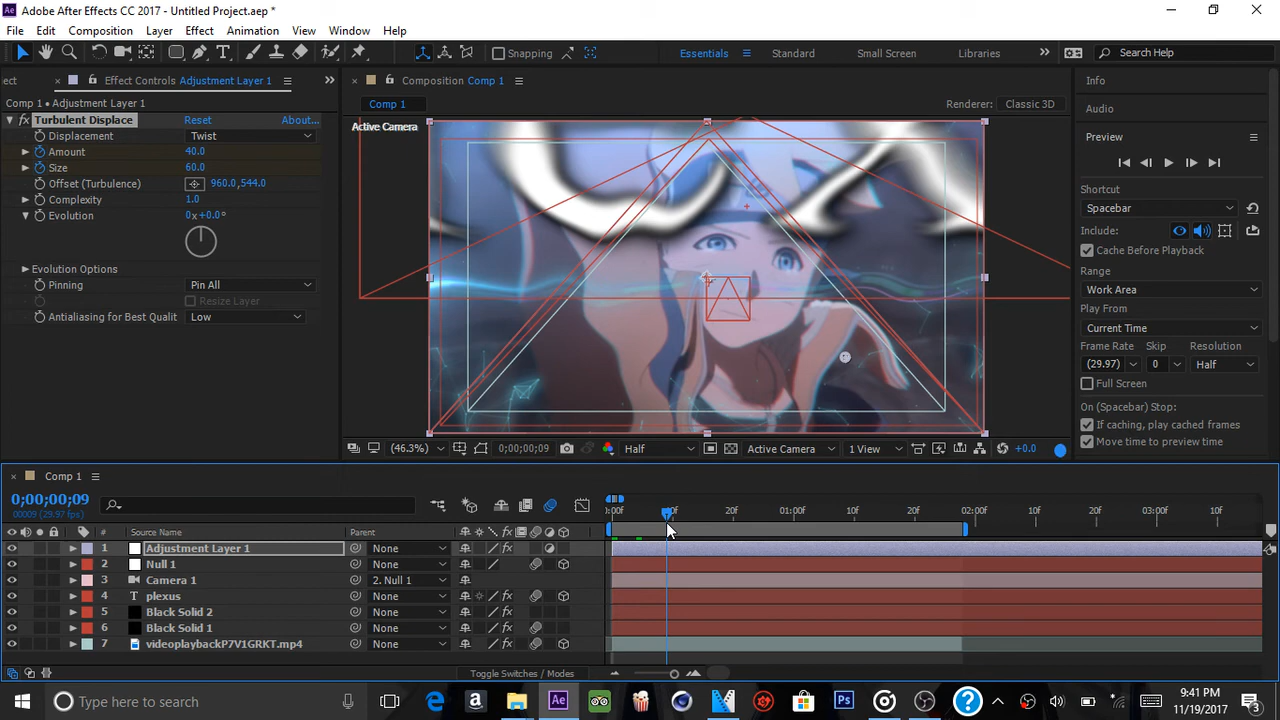 Adobe After Effects CC 2017 - Untitled Project.aep *
File Edit Composition Layer Effect Animation View Window Help
Snapping
Essentials Standard Small Screen Libraries
Search Help
ect Effect Controls Adjustment Layer 1
Comp 1 • Adjustment Layer 1
fx Turbulent Displace Reset About...
Displacement Twist
Amount 40.0
Size 60.0
Offset (Turbulence) 960.0,544.0
Complexity 1.0
Evolution 0x+0.0°
Evolution Options
Pinning Pin All
Resize Layer
Antialiasing for Best Qualit Low
Composition Comp 1
Comp 1
Renderer: Classic 3D
Active Camera
(46.3%) 0;00;00;09 Half Active Camera 1 View +0.0
Info
Audio
Preview
Shortcut
Spacebar
Include:
Cache Before Playback
Range
Work Area
Play From
Current Time
Frame Rate Skip Resolution
(29.97) 0 Half
Full Screen
On (Spacebar) Stop:
If caching, play cached frames
Move time to preview time
Comp 1
0;00;00;09
00009 (29.97 fps)
:00F 20F 01:00F 10F 20F 02:00F 10F 20F 03:00F 10F
# Source Name Parent
1 Adjustment Layer 1 None
2 Null 1 None
3 Camera 1 2. Null 1
4 T plexus None
5 Black Solid 2 None
6 Black Solid 1 None
7 videoplaybackP7V1GRKT.mp4 None
Toggle Switches / Modes
Type here to search
9:41 PM
11/19/2017